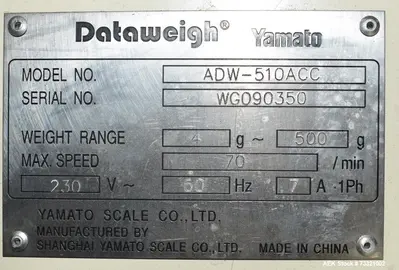 Dataweigh® Yamato
MODEL NO. ADW-510ACC
SERIAL NO. WG090350
WEIGHT RANGE 4 g ~ 500 g
MAX. SPEED 70 /min
230 V~ 60 Hz 7 A·1Ph
YAMATO SCALE CO.,LTD.
MANUFACTURED BY
SHANGHAI YAMATO SCALE CO.,LTD. MADE IN CHINA